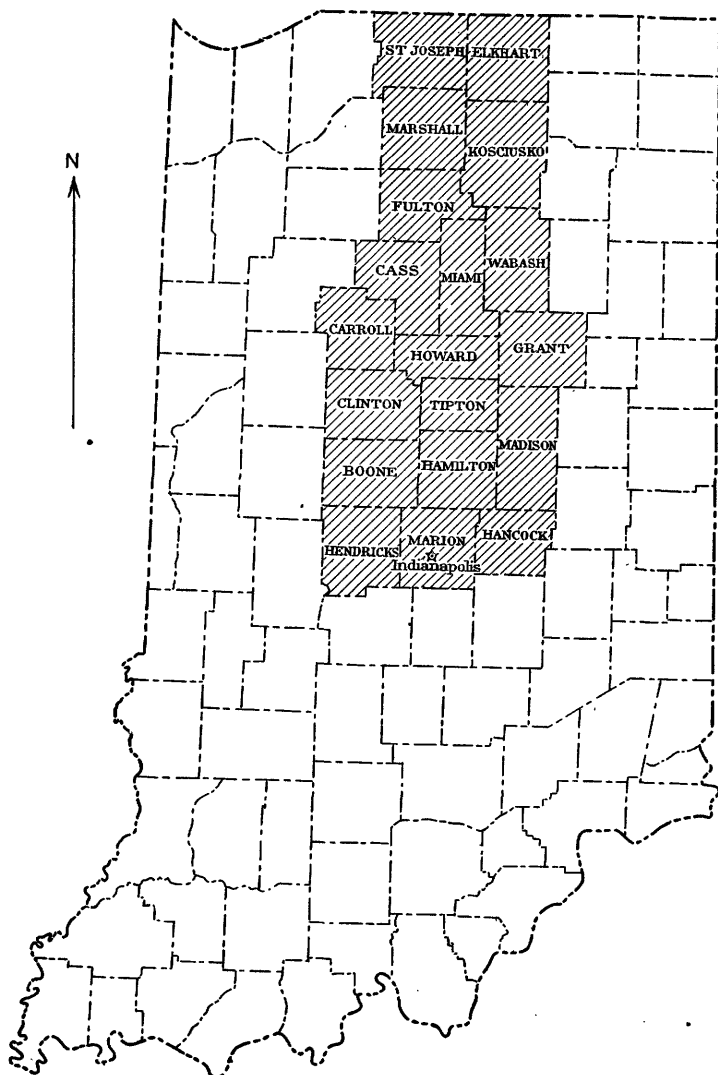 ST JOSEPH ELKHART
N
MARSHALL
KOSCIUSKO
FULTON
WABASH
CASS
MIAMI
CARROLL
HOWARD
GRANT
CLINTON
TIPTON
MADISON
BOONE
HAMILTON
HENDRICKS
MARION
HANCOCK
Indianapolis